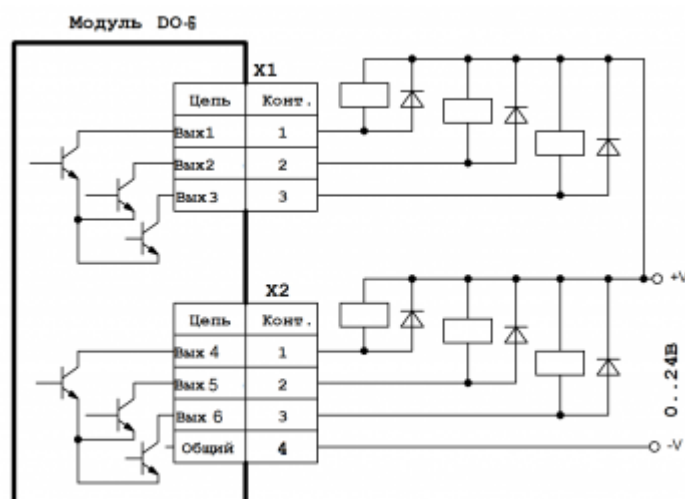 Модуль DO-6
X1
Цепь Конт.
Вых1 1
Вых2 2
Вых3 3
X2
Цепь Конт.
Вых 4 1
Вых 5 2
Вых 6 3
Общий 4
+V
0..24В
-V